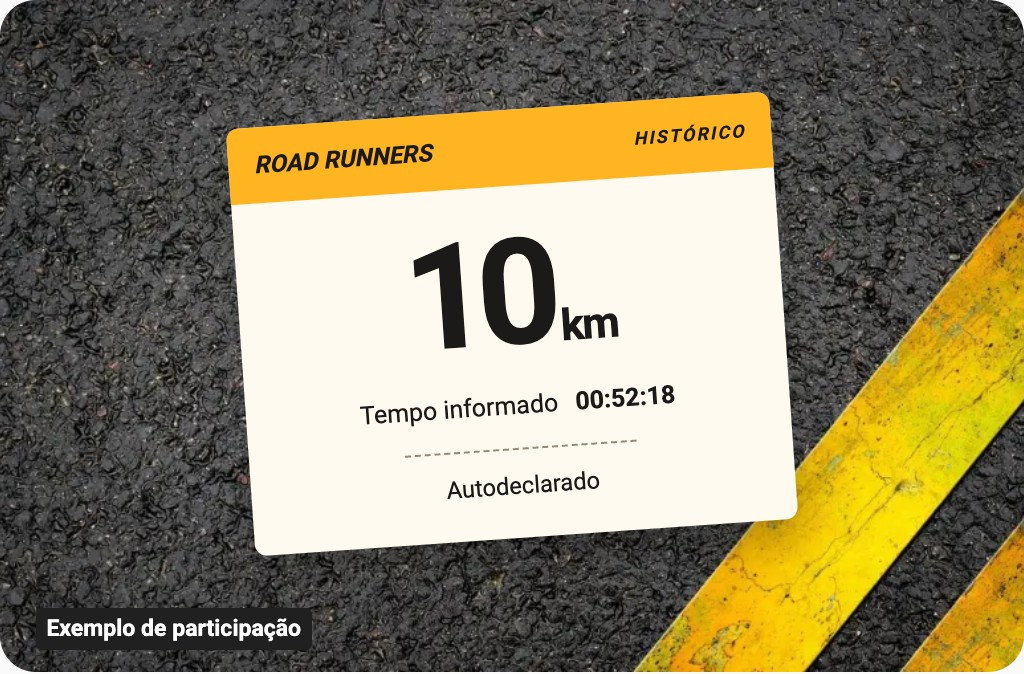 ROAD RUNNERS
HISTÓRICO
10km
Tempo informado 00:52:18
Autodeclarado
Exemplo de participação